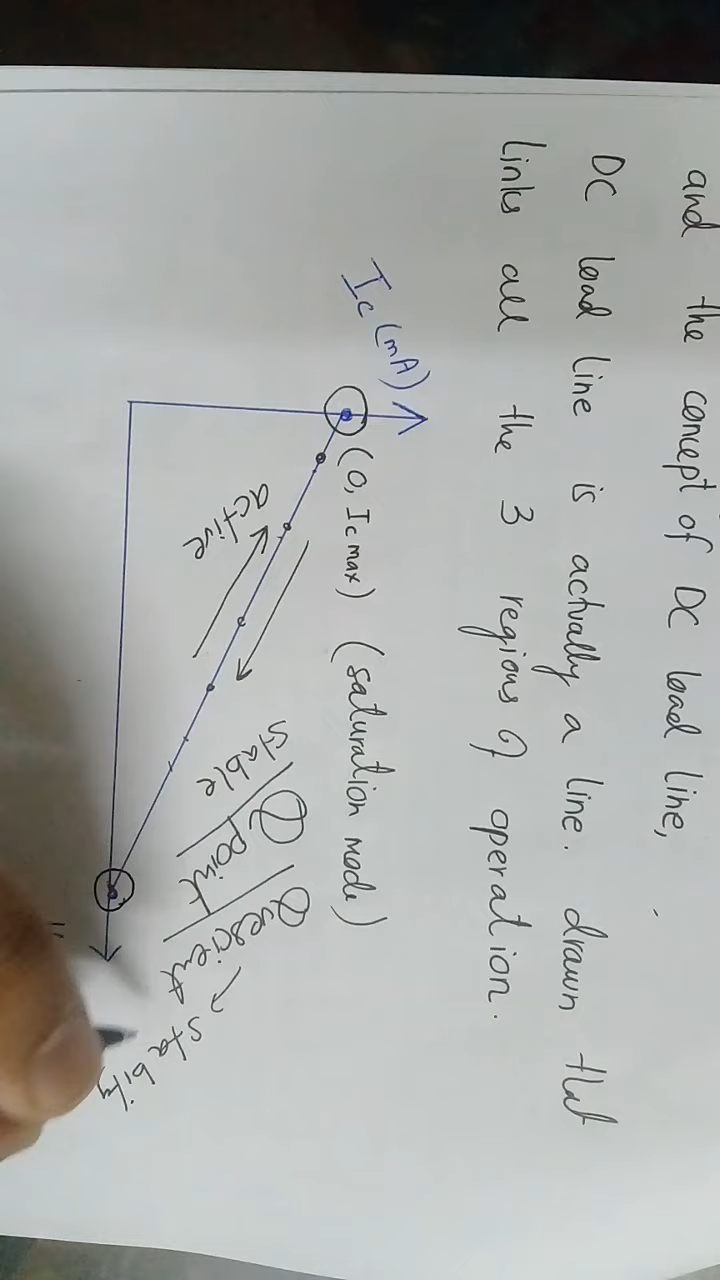 and the concept of DC load line,
DC load line is actually a line. drawn that
links all the 3 regions of operation.
Ic (mA)
(0, Ic max) (saturation mode)
active
stable
Q point
Quescient → stability